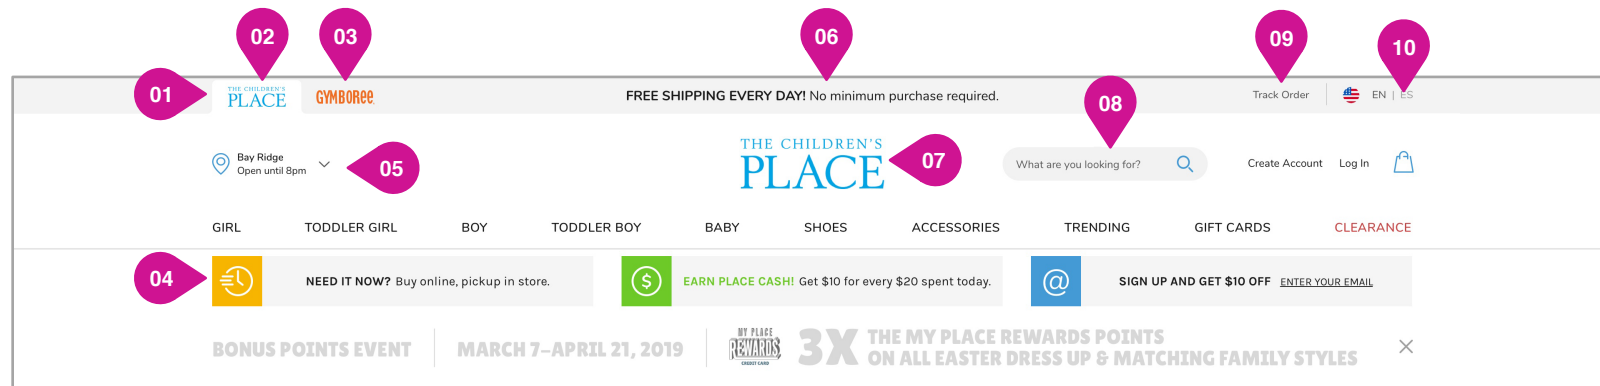 02
03
06
09
10
01
THE CHILDREN'S
PLACE
GYMBOREE
FREE SHIPPING EVERY DAY! No minimum purchase required.
Track Order
EN | ES
08
Bay Ridge
Open until 8pm
05
THE CHILDREN'S
PLACE
07
What are you looking for?
Create Account
Log In
GIRL
TODDLER GIRL
BOY
TODDLER BOY
BABY
SHOES
ACCESSORIES
TRENDING
GIFT CARDS
CLEARANCE
04
NEED IT NOW? Buy online, pickup in store.
$
EARN PLACE CASH! Get $10 for every $20 spent today.
@
SIGN UP AND GET $10 OFF ENTER YOUR EMAIL
BONUS POINTS EVENT
MARCH 7–APRIL 21, 2019
MY PLACE
REWARDS
CREDIT CARD
3X
THE MY PLACE REWARDS POINTS
ON ALL EASTER DRESS UP & MATCHING FAMILY STYLES